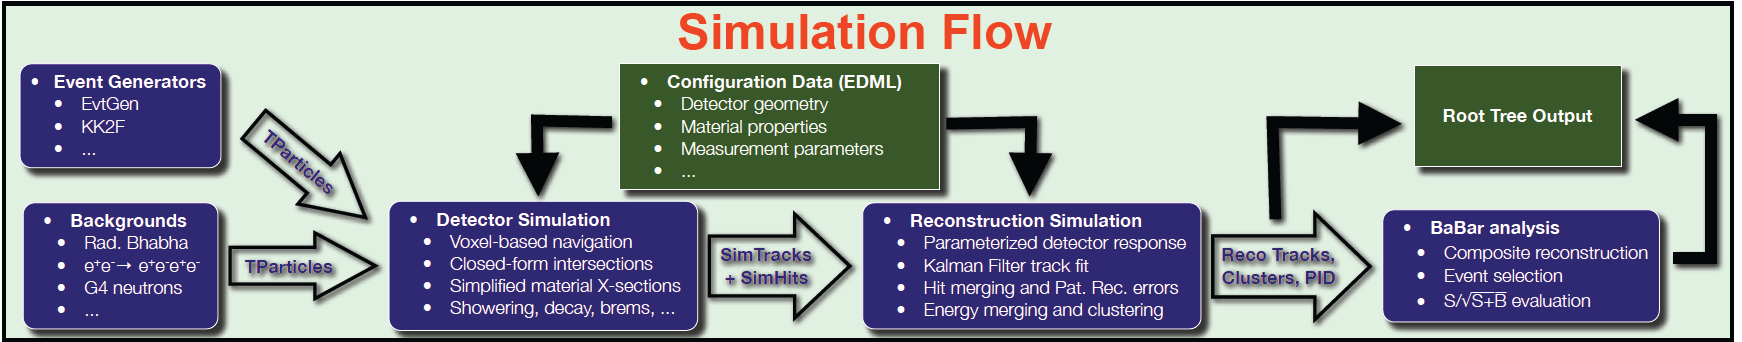 Simulation Flow
• Event Generators
• EvtGen
• KK2F
• ...
TParticles
• Backgrounds
• Rad. Bhabha
• e⁺e⁻→ e⁺e⁻e⁺e⁻
• G4 neutrons
• ...
TParticles
• Configuration Data (EDML)
• Detector geometry
• Material properties
• Measurement parameters
• ...
• Detector Simulation
• Voxel-based navigation
• Closed-form intersections
• Simplified material X-sections
• Showering, decay, brems, ...
SimTracks
+ SimHits
• Reconstruction Simulation
• Parameterized detector response
• Kalman Filter track fit
• Hit merging and Pat. Rec. errors
• Energy merging and clustering
Reco Tracks,
Clusters, PID
Root Tree Output
• BaBar analysis
• Composite reconstruction
• Event selection
• S/√S+B evaluation